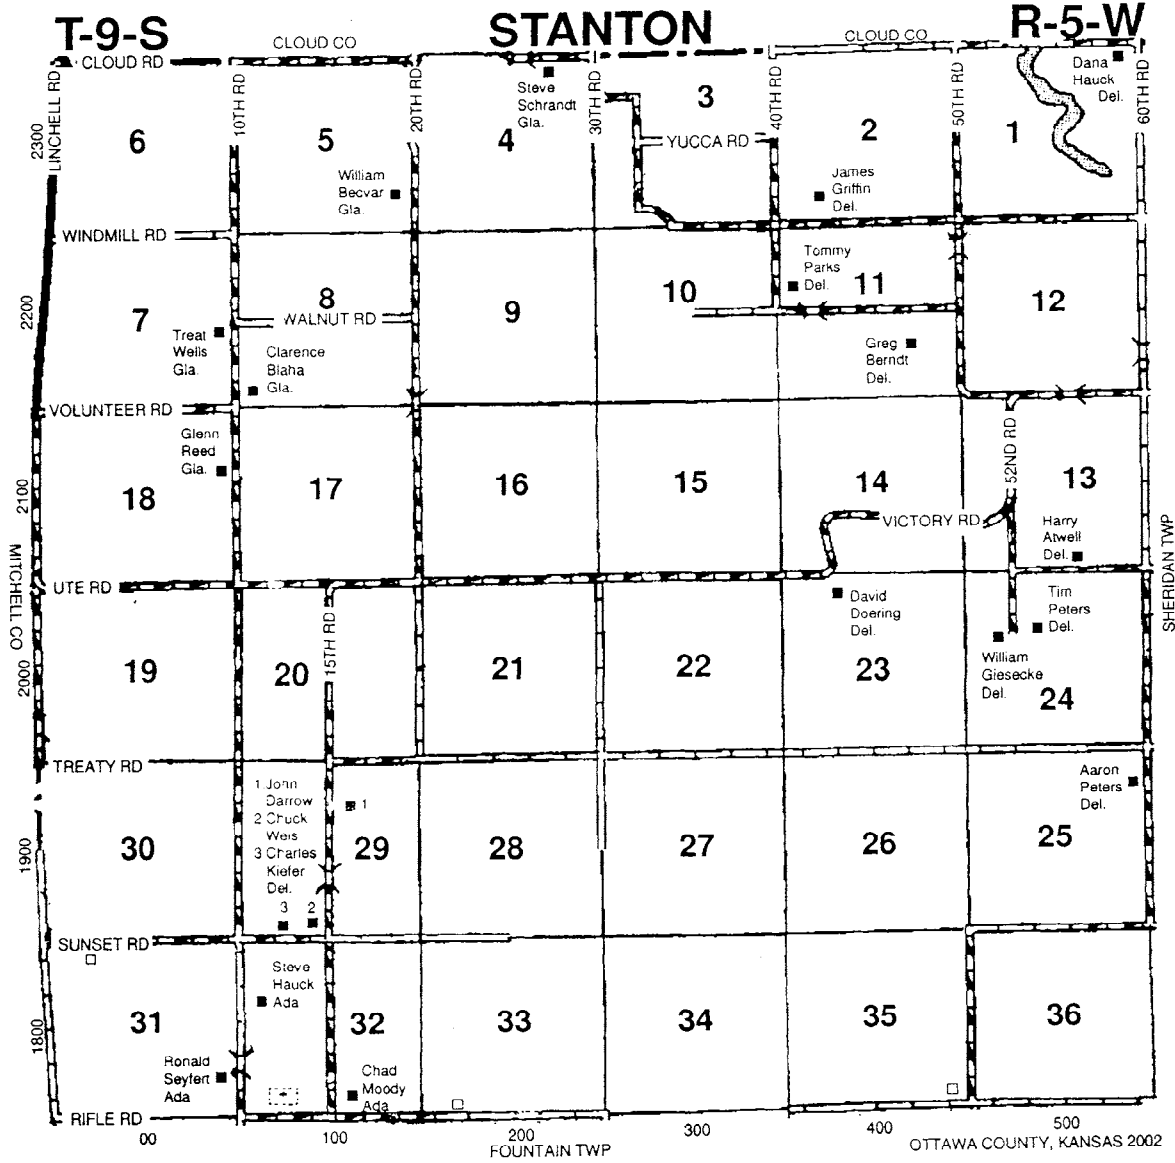 T-9-S
STANTON
R-5-W
CLOUD CO
CLOUD CO
CLOUD RD
LINCHELL RD
10TH RD
20TH RD
30TH RD
40TH RD
50TH RD
60TH RD
Steve
Schrandt
Gla.
Dana
Hauck
Del.
6
5
4
3
2
1
2300
YUCCA RD
William
Becvar
Gla.
James
Griffin
Del.
WINDMILL RD
Tommy
Parks
Del.
7
8
9
10
11
12
2200
WALNUT RD
Treat
Wells
Gla.
Clarence
Blaha
Gla.
Greg
Berndt
Del.
VOLUNTEER RD
Glenn
Reed
Gla.
52ND RD
18
17
16
15
14
13
2100
VICTORY RD
Harry
Atwell
Del.
MITCHELL CO
SHERIDAN TWP
UTE RD
15TH RD
David
Doering
Del.
Tim
Peters
Del.
William
Giesecke
Del.
19
20
21
22
23
24
2000
TREATY RD
1 John
Darrow
2 Chuck
Weis
3 Charles
Kiefer
Del.
1
3
2
Aaron
Peters
Del.
30
29
28
27
26
25
1900
SUNSET RD
Steve
Hauck
Ada
31
32
33
34
35
36
1800
Ronald
Seyfert
Ada
Chad
Moody
Ada
RIFLE RD
00
100
200
300
400
500
FOUNTAIN TWP
OTTAWA COUNTY, KANSAS 2002